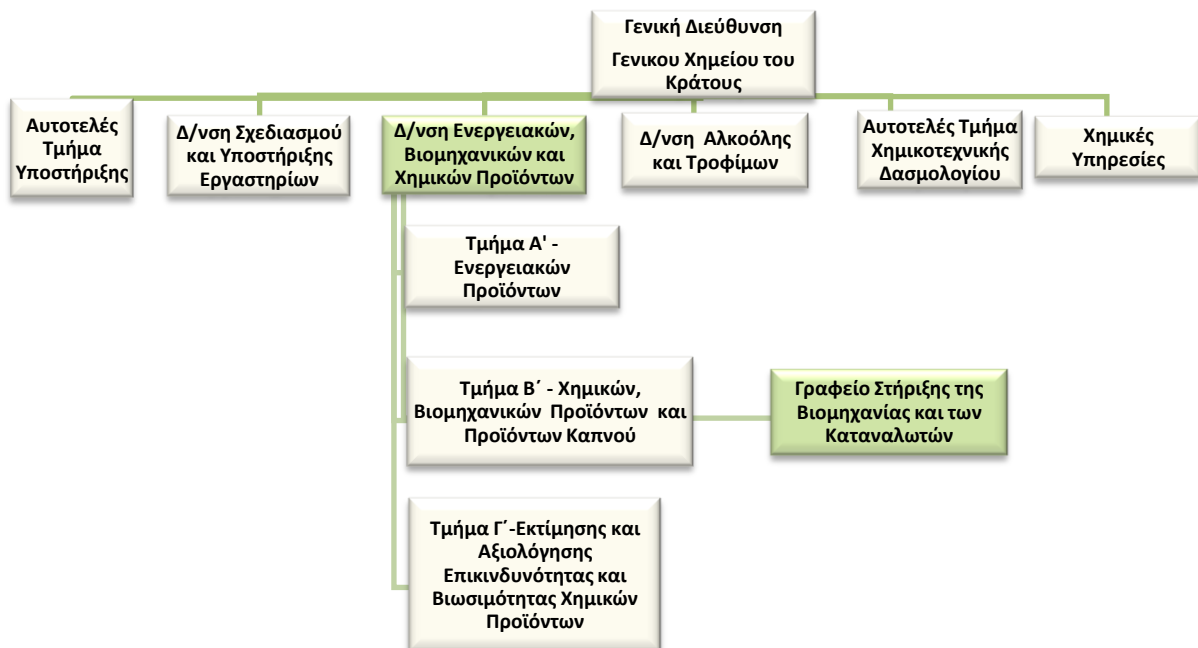 Γενική Διεύθυνση
Γενικου Χημείου του
Κράτους
Αυτοτελές
Τμήμα
Υποστήριξης
Δ/νση Σχεδιασμού
και Υποστήριξης
Εργαστηρίων
Δ/νση Ενεργειακών,
Βιομηχανικών και
Χημικών Προϊόντων
Δ/νση Αλκοόλης
και Τροφίμων
Αυτοτελές Τμήμα
Χημικοτεχνικής
Δασμολογίου
Χημικές
Υπηρεσίες
Τμήμα Α' -
Ενεργειακών
Προϊόντων
Τμήμα Β΄ - Χημικών,
Βιομηχανικών Προϊόντων και
Προϊόντων Καπνού
Γραφείο Στήριξης της
Βιομηχανίας και των
Καταναλωτών
Τμήμα Γ΄-Εκτίμησης και
Αξιολόγησης
Επικινδυνότητας και
Βιωσιμότητας Χημικών
Προϊόντων